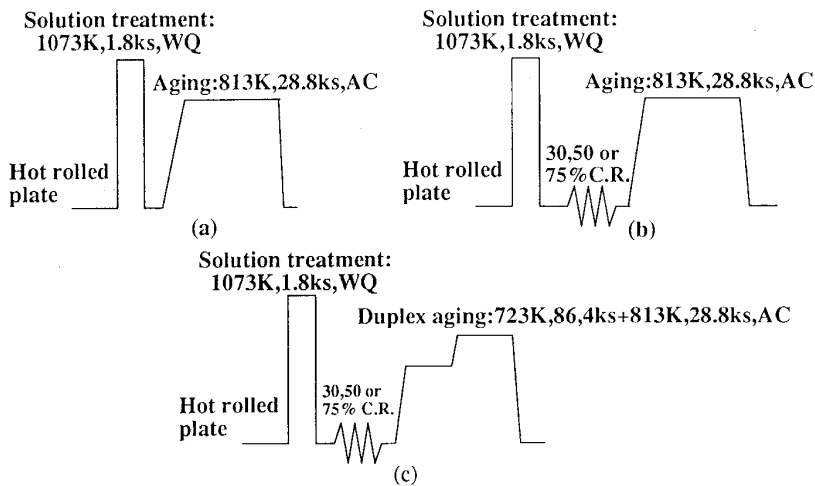 Solution treatment:
1073K,1.8ks,WQ
Aging:813K,28.8ks,AC
Hot rolled
plate
(a)
Solution treatment:
1073K,1.8ks,WQ
Aging:813K,28.8ks,AC
30,50 or
75%C.R.
Hot rolled
plate
(b)
Solution treatment:
1073K,1.8ks,WQ
Duplex aging:723K,86,4ks+813K,28.8ks,AC
30,50 or
75% C.R.
Hot rolled
plate
(c)